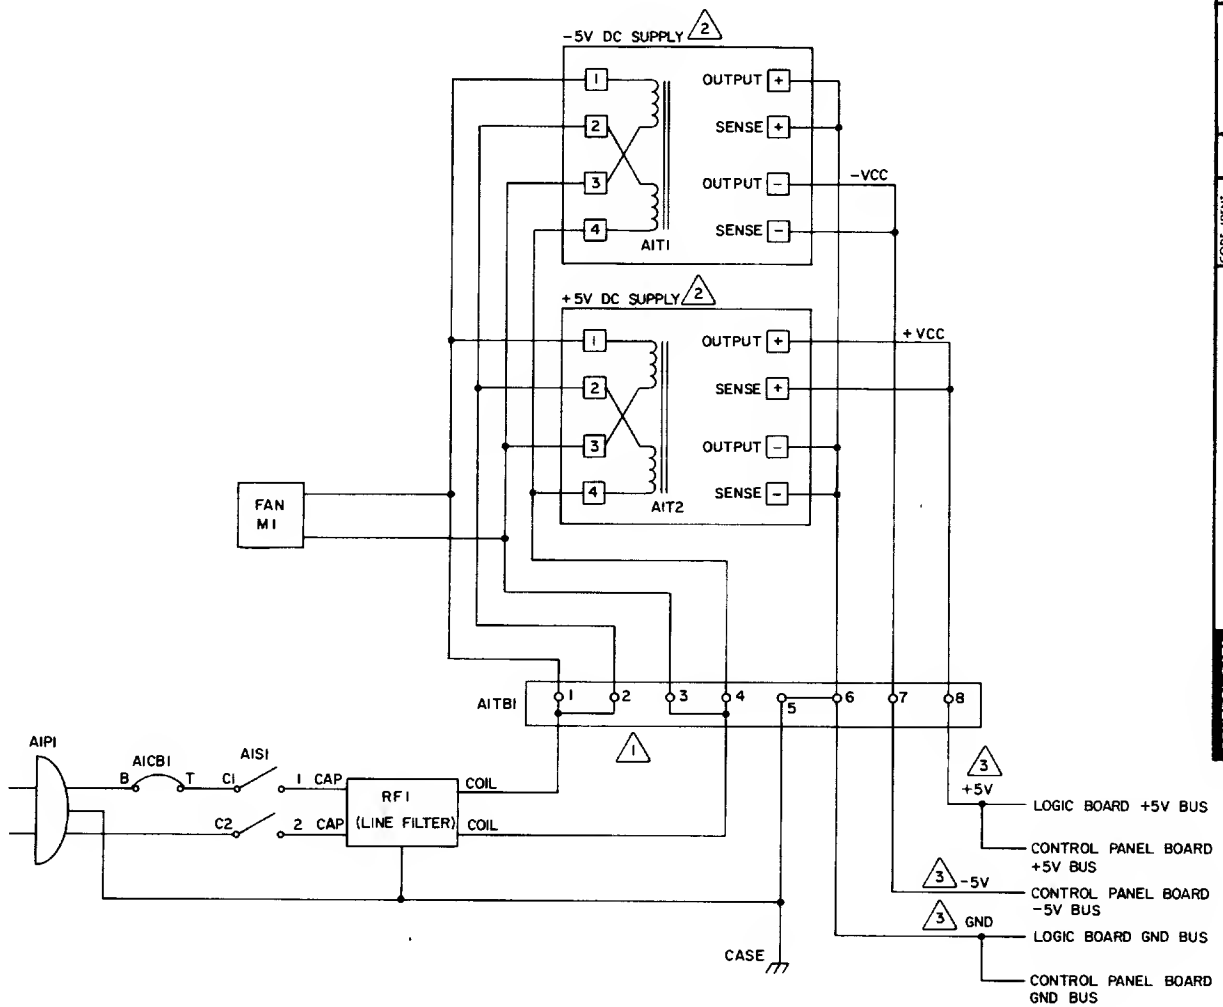 -5V DC SUPPLY 2
1 OUTPUT +
2 SENSE +
3 OUTPUT - -VCC
4 SENSE -
A1T1
+5V DC SUPPLY 2
1 OUTPUT + +VCC
2 SENSE +
3 OUTPUT -
4 SENSE -
A1T2
FAN
M1
A1TB1 1 2 3 4 5 6 7 8
1
A1P1
A1CB1
A1S1
B T C1 1 CAP
C2 2 CAP
RF1
(LINE FILTER)
COIL
COIL
3
+5V
LOGIC BOARD +5V BUS
CONTROL PANEL BOARD
+5V BUS
3 -5V
CONTROL PANEL BOARD
-5V BUS
3 GND
LOGIC BOARD GND BUS
CONTROL PANEL BOARD
GND BUS
CASE